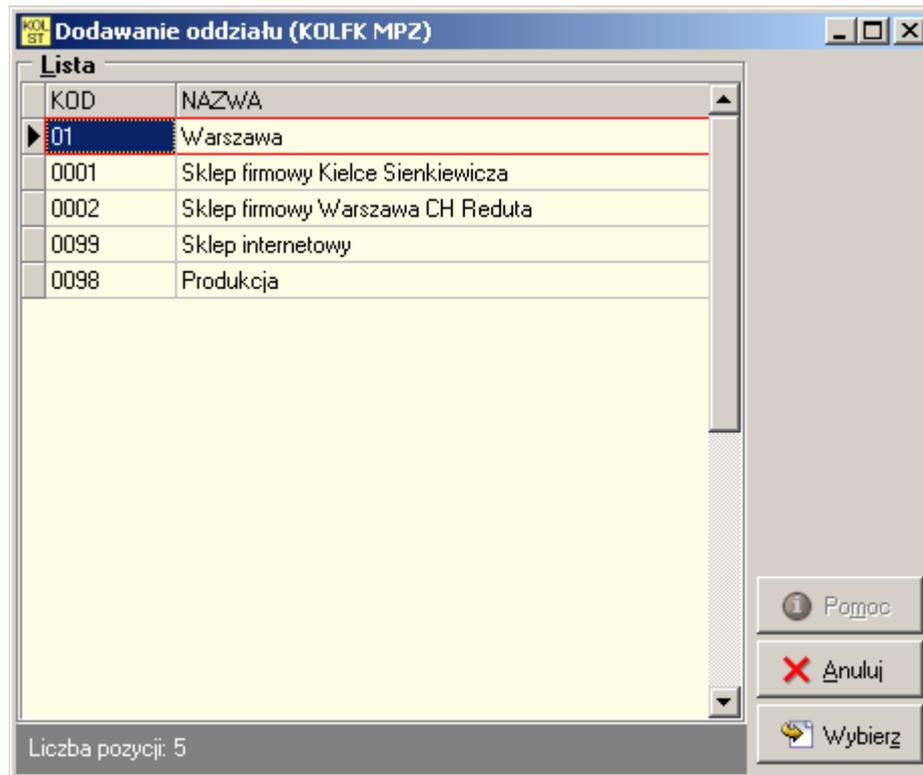 KOL ST Dodawanie oddziału (KOLFK MPZ)
Lista
KOD NAZWA
01 Warszawa
0001 Sklep firmowy Kielce Sienkiewicza
0002 Sklep firmowy Warszawa CH Reduta
0099 Sklep internetowy
0098 Produkcja
Pomoc
Anuluj
Wybierz
Liczba pozycji: 5